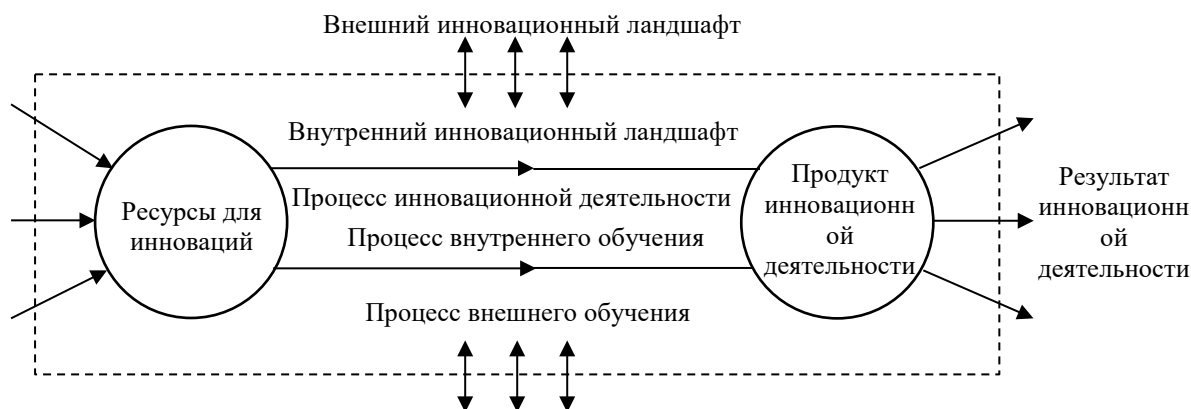 Внешний инновационный ландшафт
Внутренний инновационный ландшафт
Ресурсы для
инноваций
Процесс инновационной деятельности
Процесс внутреннего обучения
Процесс внешнего обучения
Продукт
инновационн
ой
деятельности
Результат
инновационн
ой
деятельности